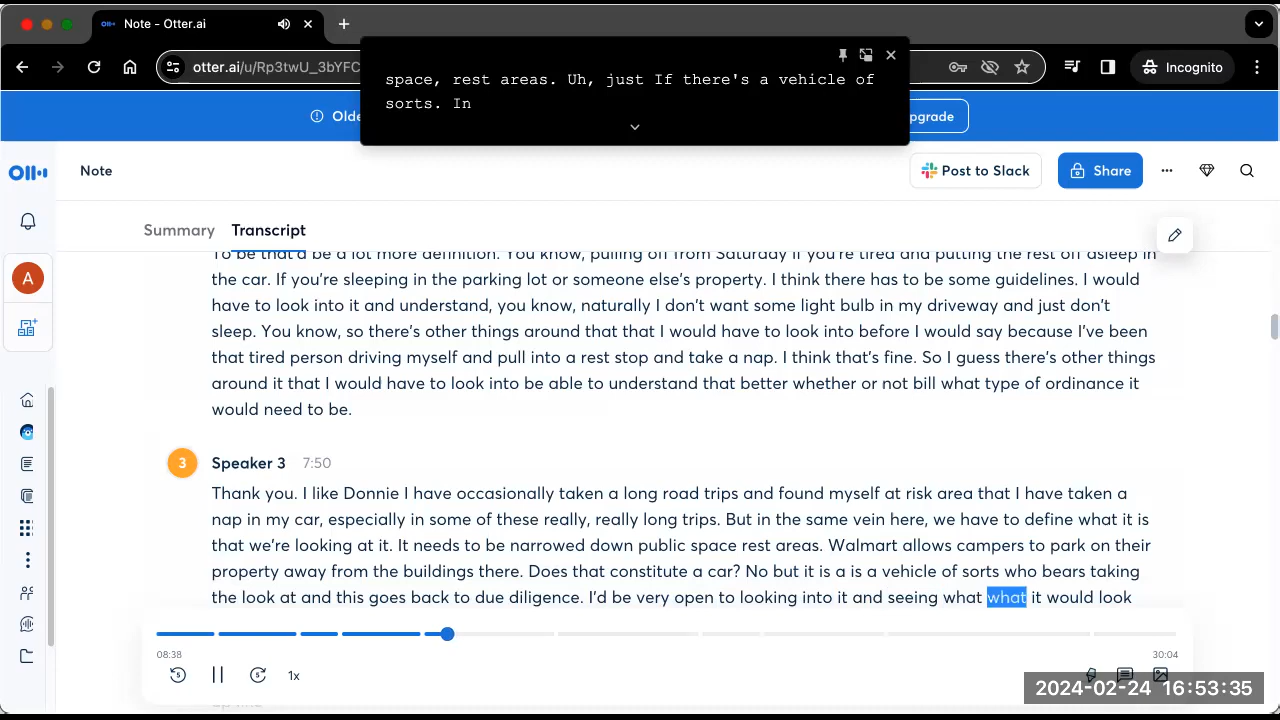 Note - Otter.ai
otter.ai/u/Rp3twU_3bYFC
Incognito
space, rest areas. Uh, just If there's a vehicle of
sorts. In
Olde
pgrade
Note
Post to Slack
Share
Summary
Transcript
A
To be that'd be a lot more definition. You know, pulling off from Saturday if you're tired and putting the rest off asleep in
the car. If you're sleeping in the parking lot or someone else's property. I think there has to be some guidelines. I would
have to look into it and understand, you know, naturally I don't want some light bulb in my driveway and just don't
sleep. You know, so there's other things around that that I would have to look into before I would say because I've been
that tired person driving myself and pull into a rest stop and take a nap. I think that's fine. So I guess there's other things
around it that I would have to look into be able to understand that better whether or not bill what type of ordinance it
would need to be.
3
Speaker 3 7:50
Thank you. I like Donnie I have occasionally taken a long road trips and found myself at risk area that I have taken a
nap in my car, especially in some of these really, really long trips. But in the same vein here, we have to define what it is
that we're looking at it. It needs to be narrowed down public space rest areas. Walmart allows campers to park on their
property away from the buildings there. Does that constitute a car? No but it is a is a vehicle of sorts who bears taking
the look at and this goes back to due diligence. I'd be very open to looking into it and seeing what what it would look
08:38
30:04
5
5
1x
2024-02-24 16:53:35